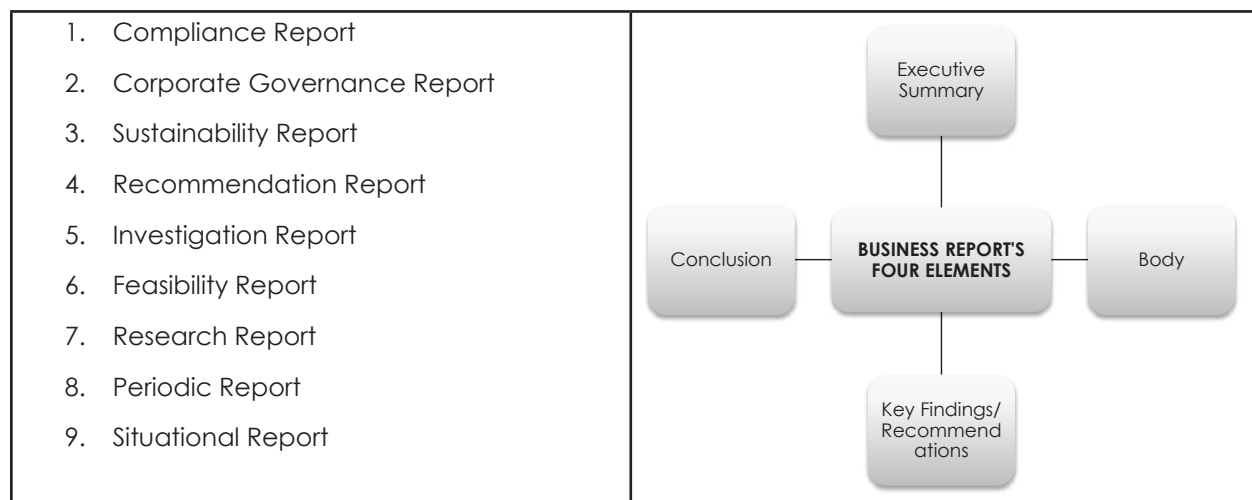 1. Compliance Report
2. Corporate Governance Report
3. Sustainability Report
4. Recommendation Report
5. Investigation Report
6. Feasibility Report
7. Research Report
8. Periodic Report
9. Situational Report
Executive
Summary
Conclusion
BUSINESS REPORT'S
FOUR ELEMENTS
Body
Key Findings/
Recommend
ations